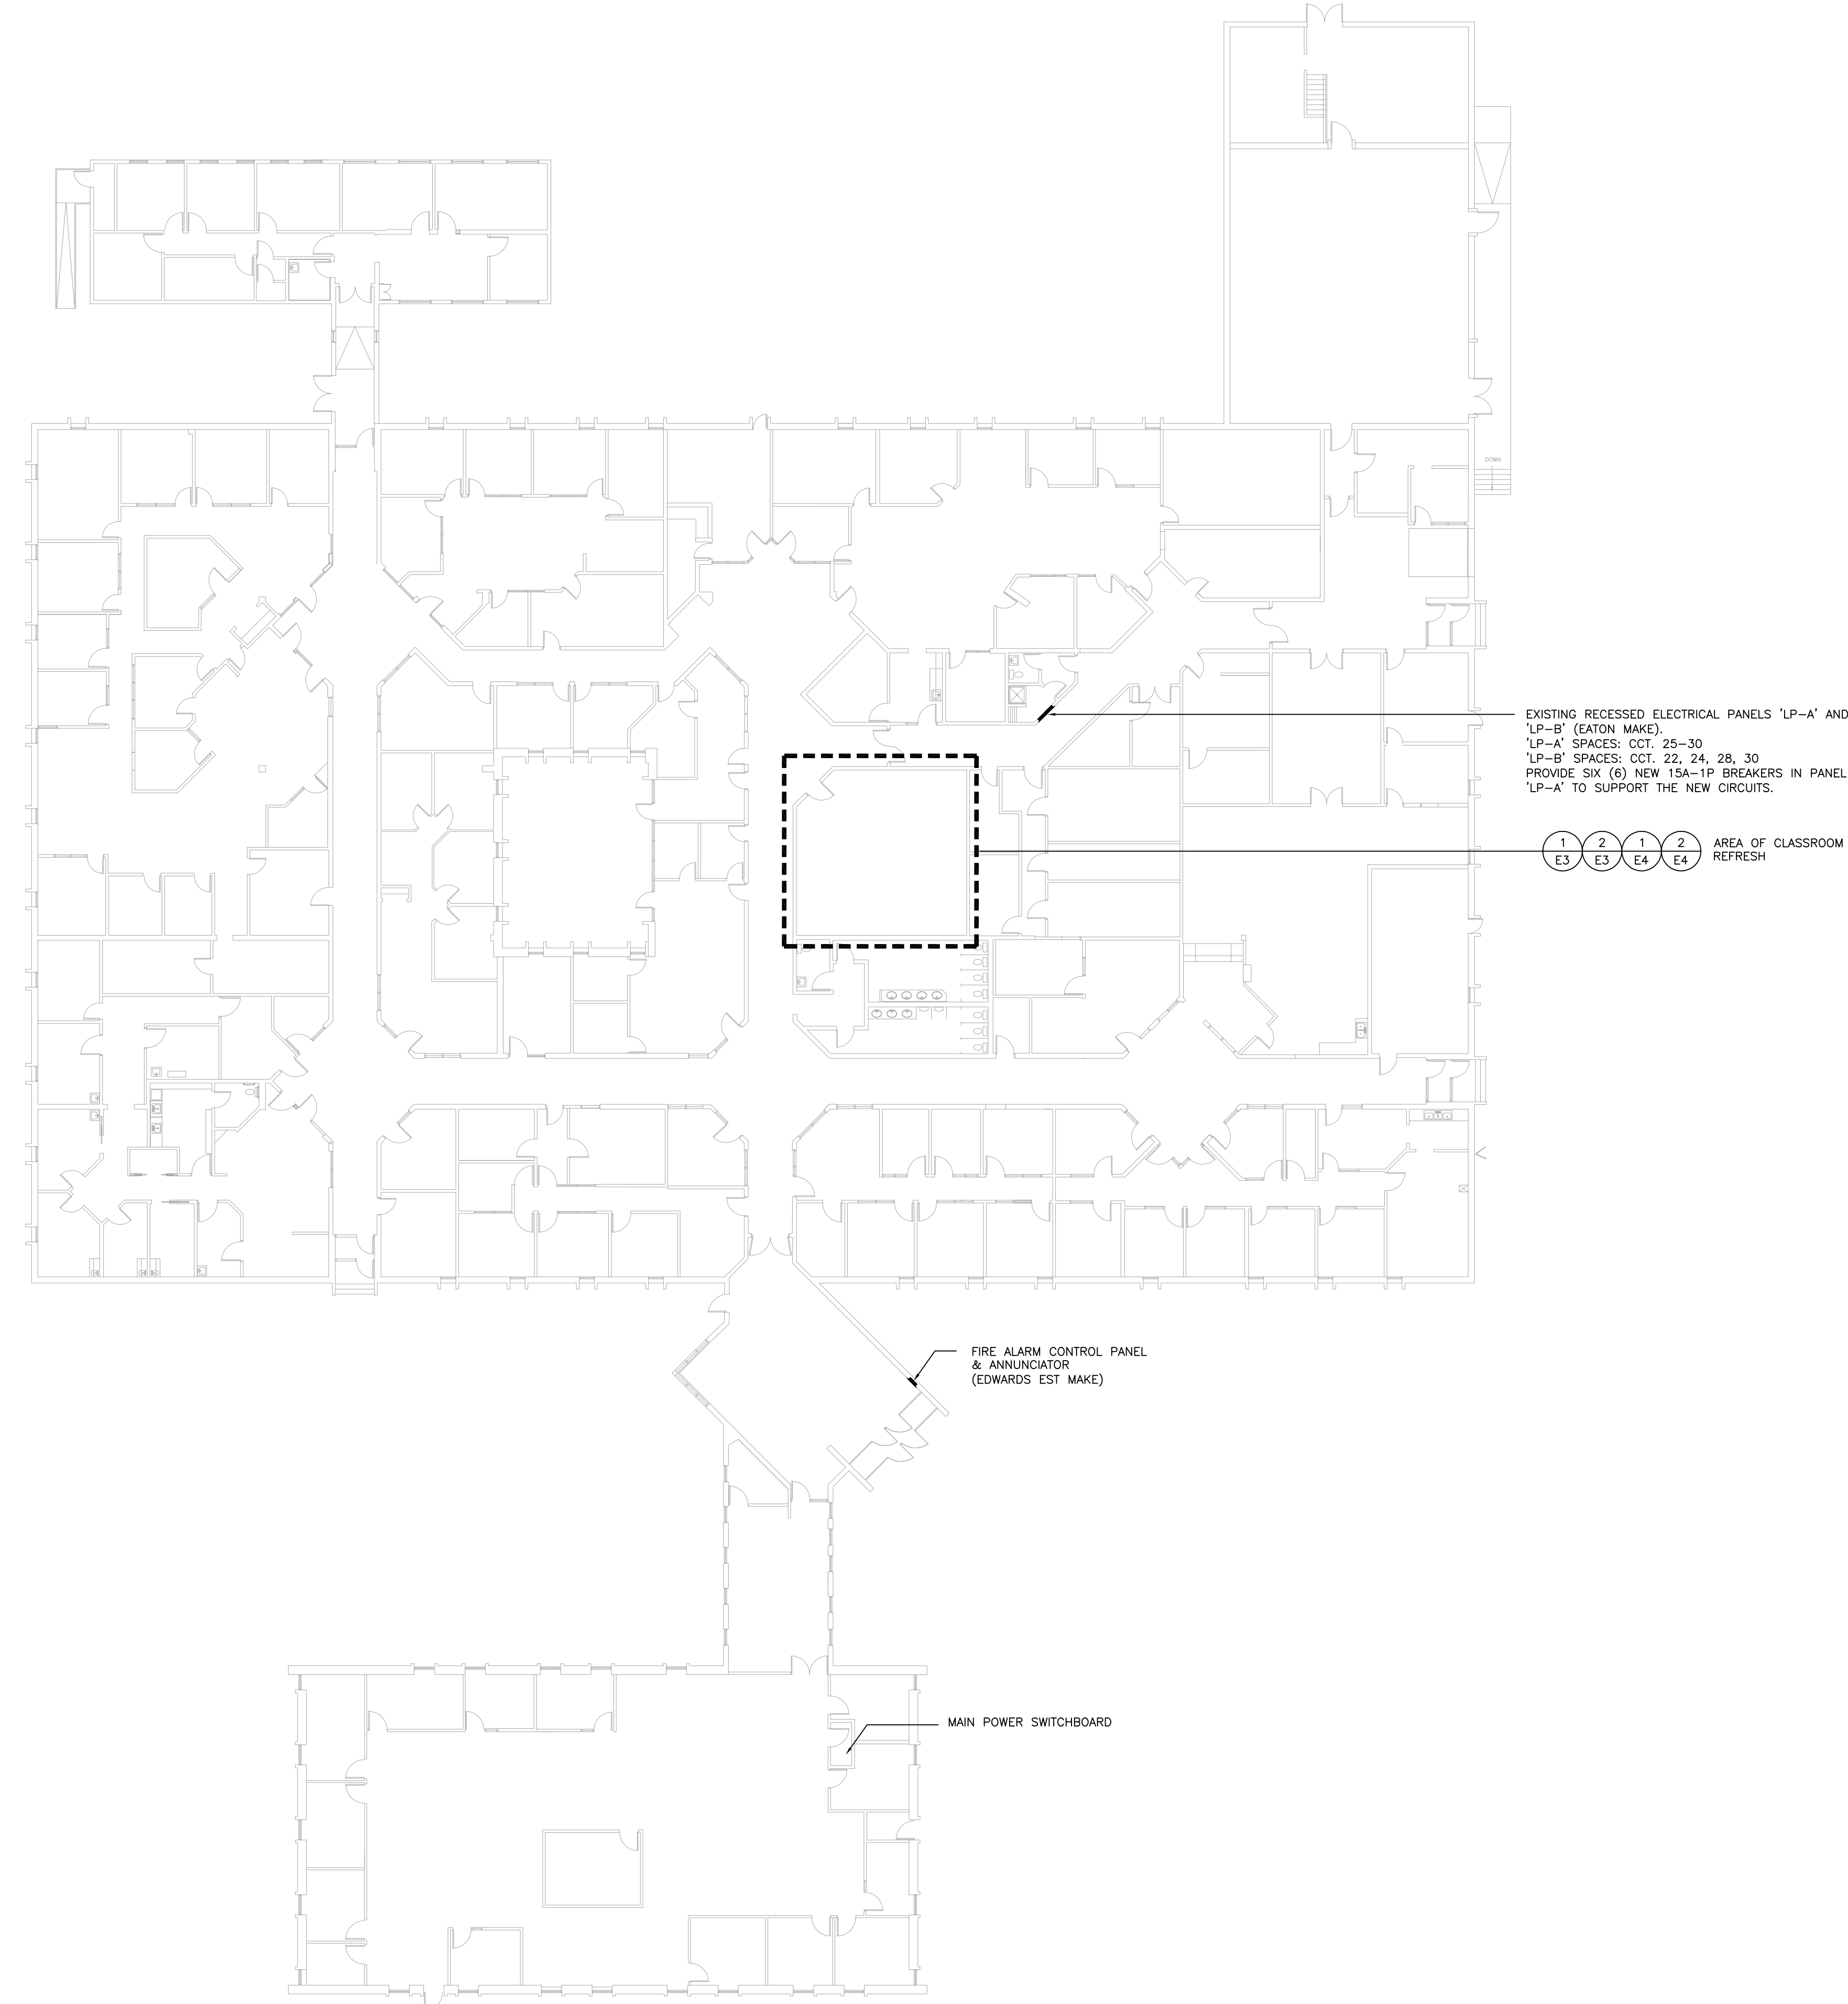 DOWN
EXISTING RECESSED ELECTRICAL PANELS 'LP-A' AND
'LP-B' (EATON MAKE).
'LP-A' SPACES: CCT. 25-30
'LP-B' SPACES: CCT. 22, 24, 28, 30
PROVIDE SIX (6) NEW 15A-1P BREAKERS IN PANEL
'LP-A' TO SUPPORT THE NEW CIRCUITS.
1 2 1 2
E3 E3 E4 E4
AREA OF CLASSROOM
REFRESH
FIRE ALARM CONTROL PANEL
& ANNUNCIATOR
(EDWARDS EST MAKE)
MAIN POWER SWITCHBOARD